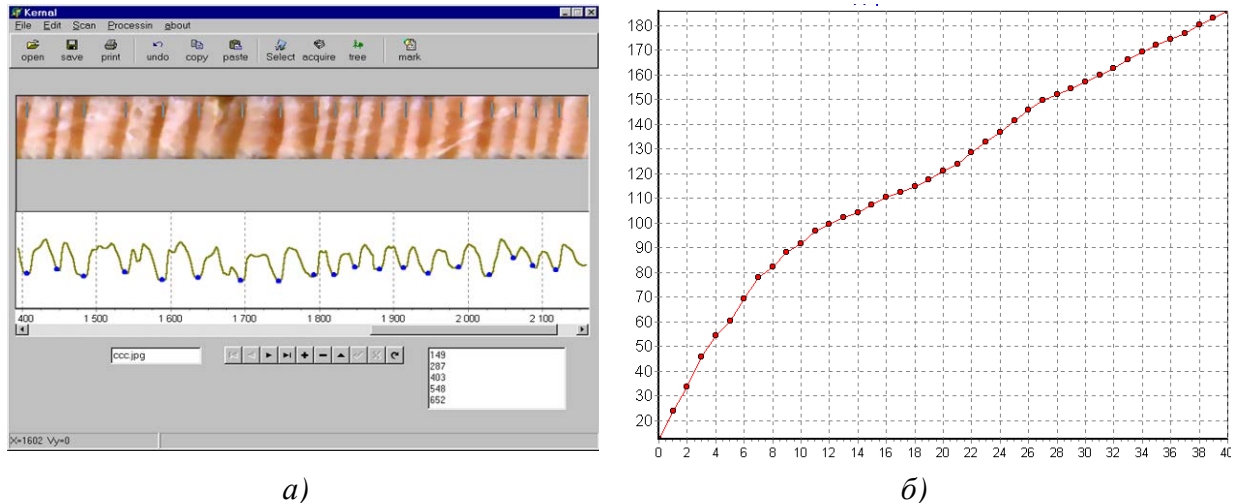 Kernal
File Edit Scan Processin about
open save print undo copy paste Select acquire tree mark
400 1 500 1 600 1 700 1 800 1 900 2 000 2 100
ccc.jpg
149
287
403
548
652
X=1602 Vy=0
а)
180
170
160
150
140
130
120
110
100
90
80
70
60
50
40
30
20
0 2 4 6 8 10 12 14 16 18 20 22 24 26 28 30 32 34 36 38 40
б)